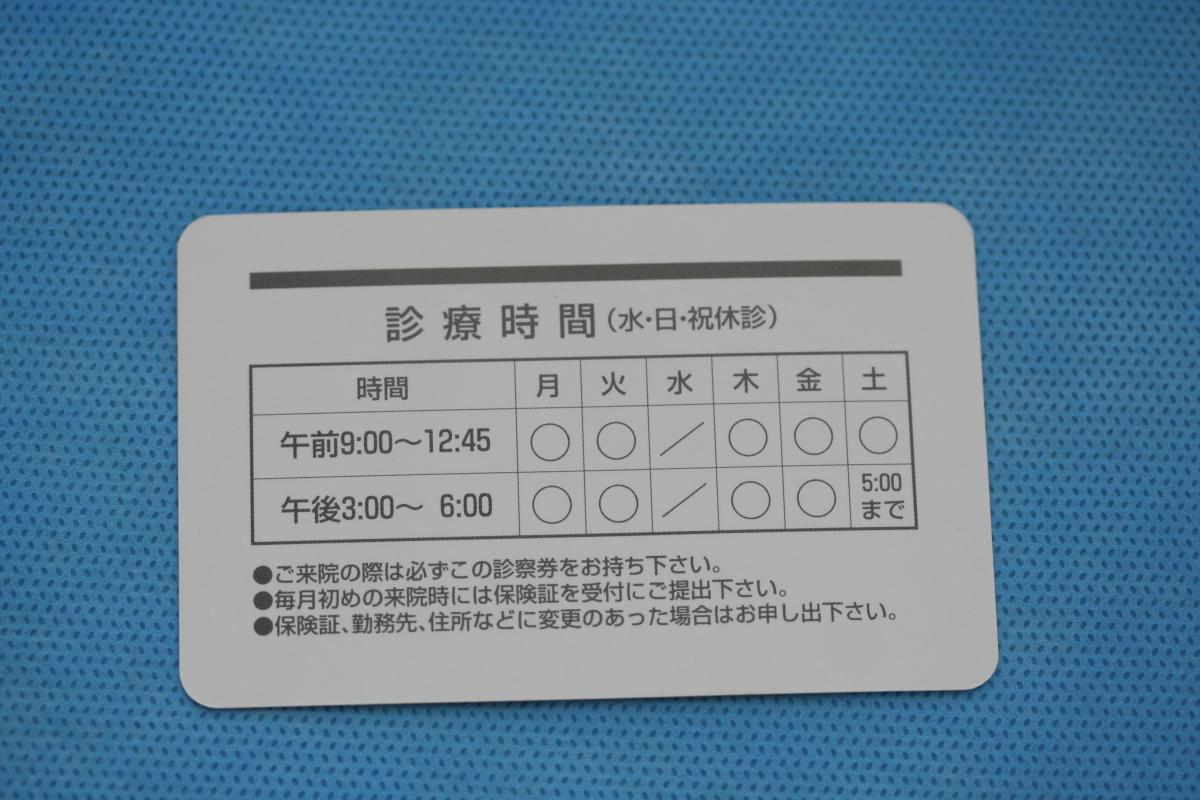 診療時間（水・日・祝休診）
時間 月 火 水 木 金 土
午前9:00〜12:45 ○ ○ ／ ○ ○ ○
午後3:00〜 6:00 ○ ○ ／ ○ ○ 5:00まで
●ご来院の際は必ずこの診察券をお持ち下さい。
●毎月初めの来院時には保険証を受付にご提出下さい。
●保険証、勤務先、住所などに変更のあった場合はお申し出下さい。